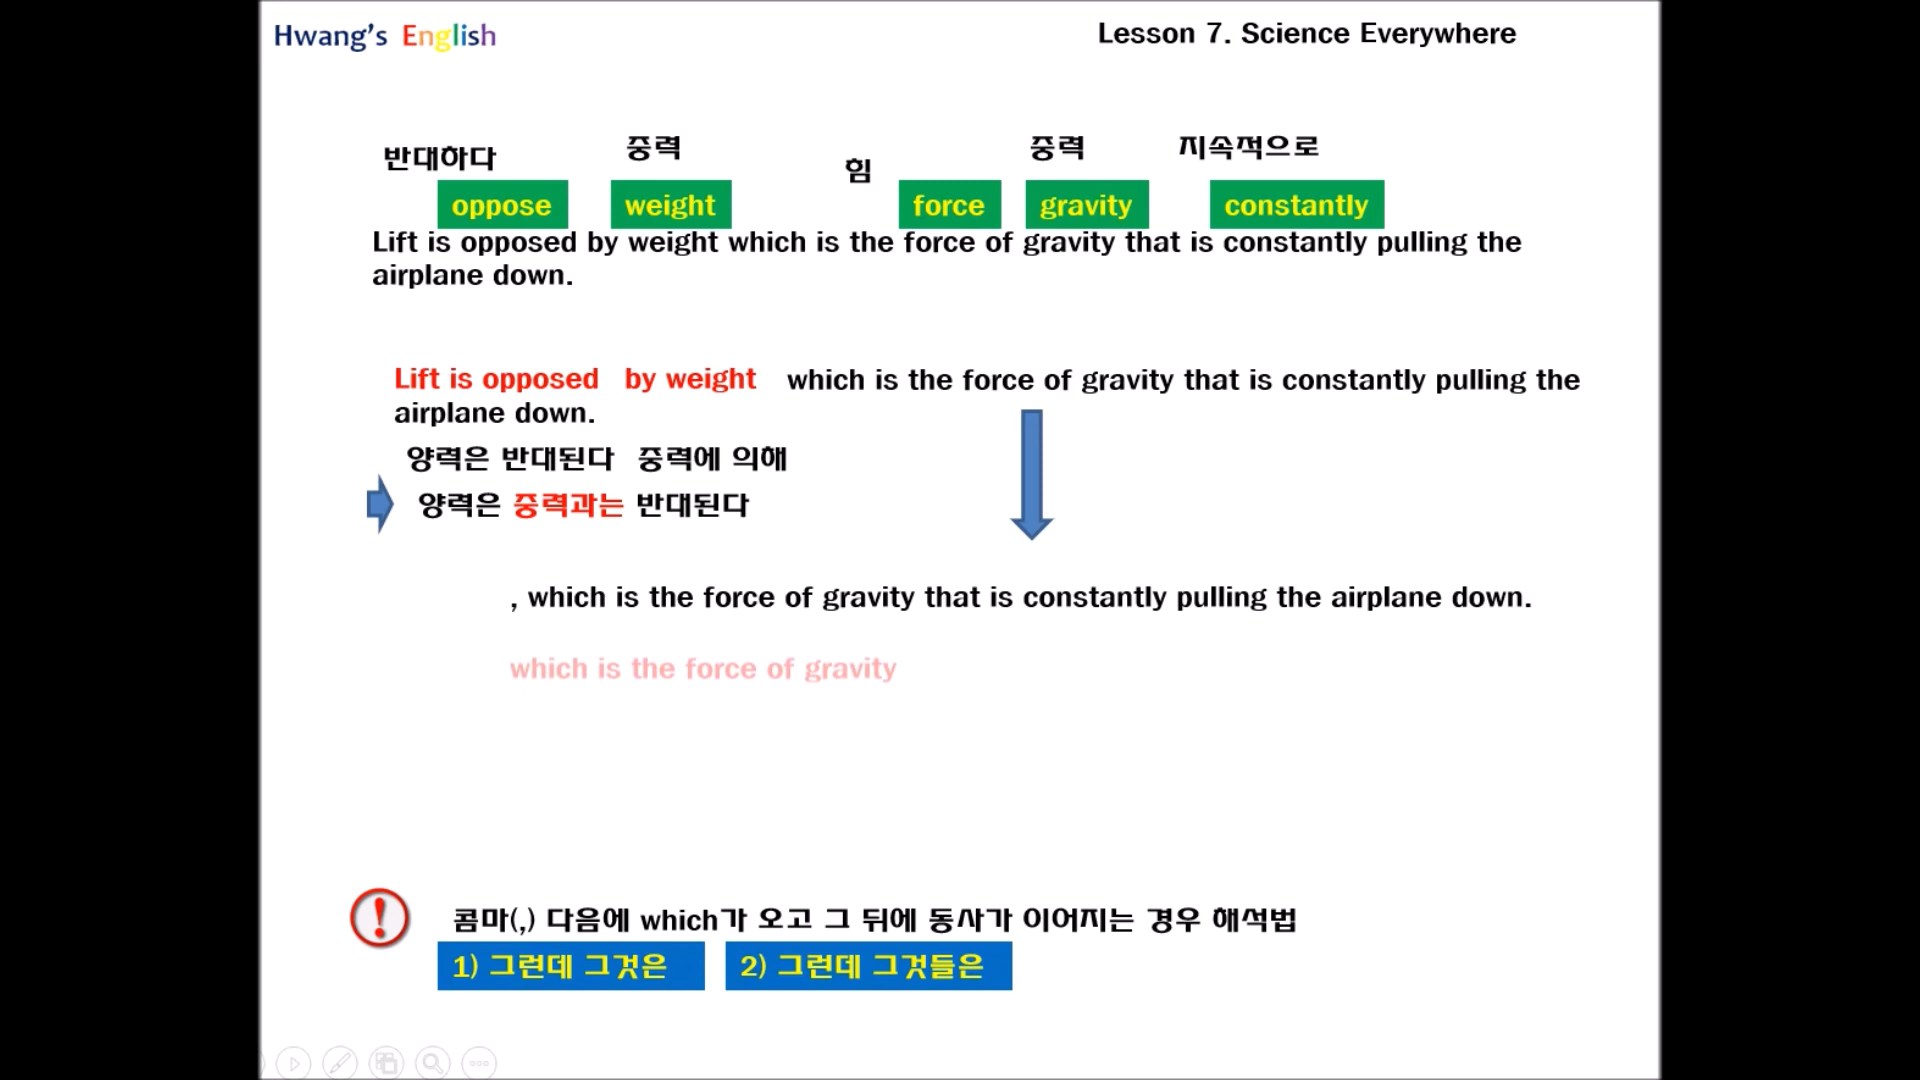 Hwang's English
Lesson 7. Science Everywhere
반대하다 중력 힘 중력 지속적으로
oppose weight force gravity constantly
Lift is opposed by weight which is the force of gravity that is constantly pulling the
airplane down.
Lift is opposed by weight which is the force of gravity that is constantly pulling the
airplane down.
양력은 반대된다 중력에 의해
양력은 중력과는 반대된다
, which is the force of gravity that is constantly pulling the airplane down.
which is the force of gravity
콤마(,) 다음에 which가 오고 그 뒤에 동사가 이어지는 경우 해석법
1) 그런데 그것은 2) 그런데 그것들은